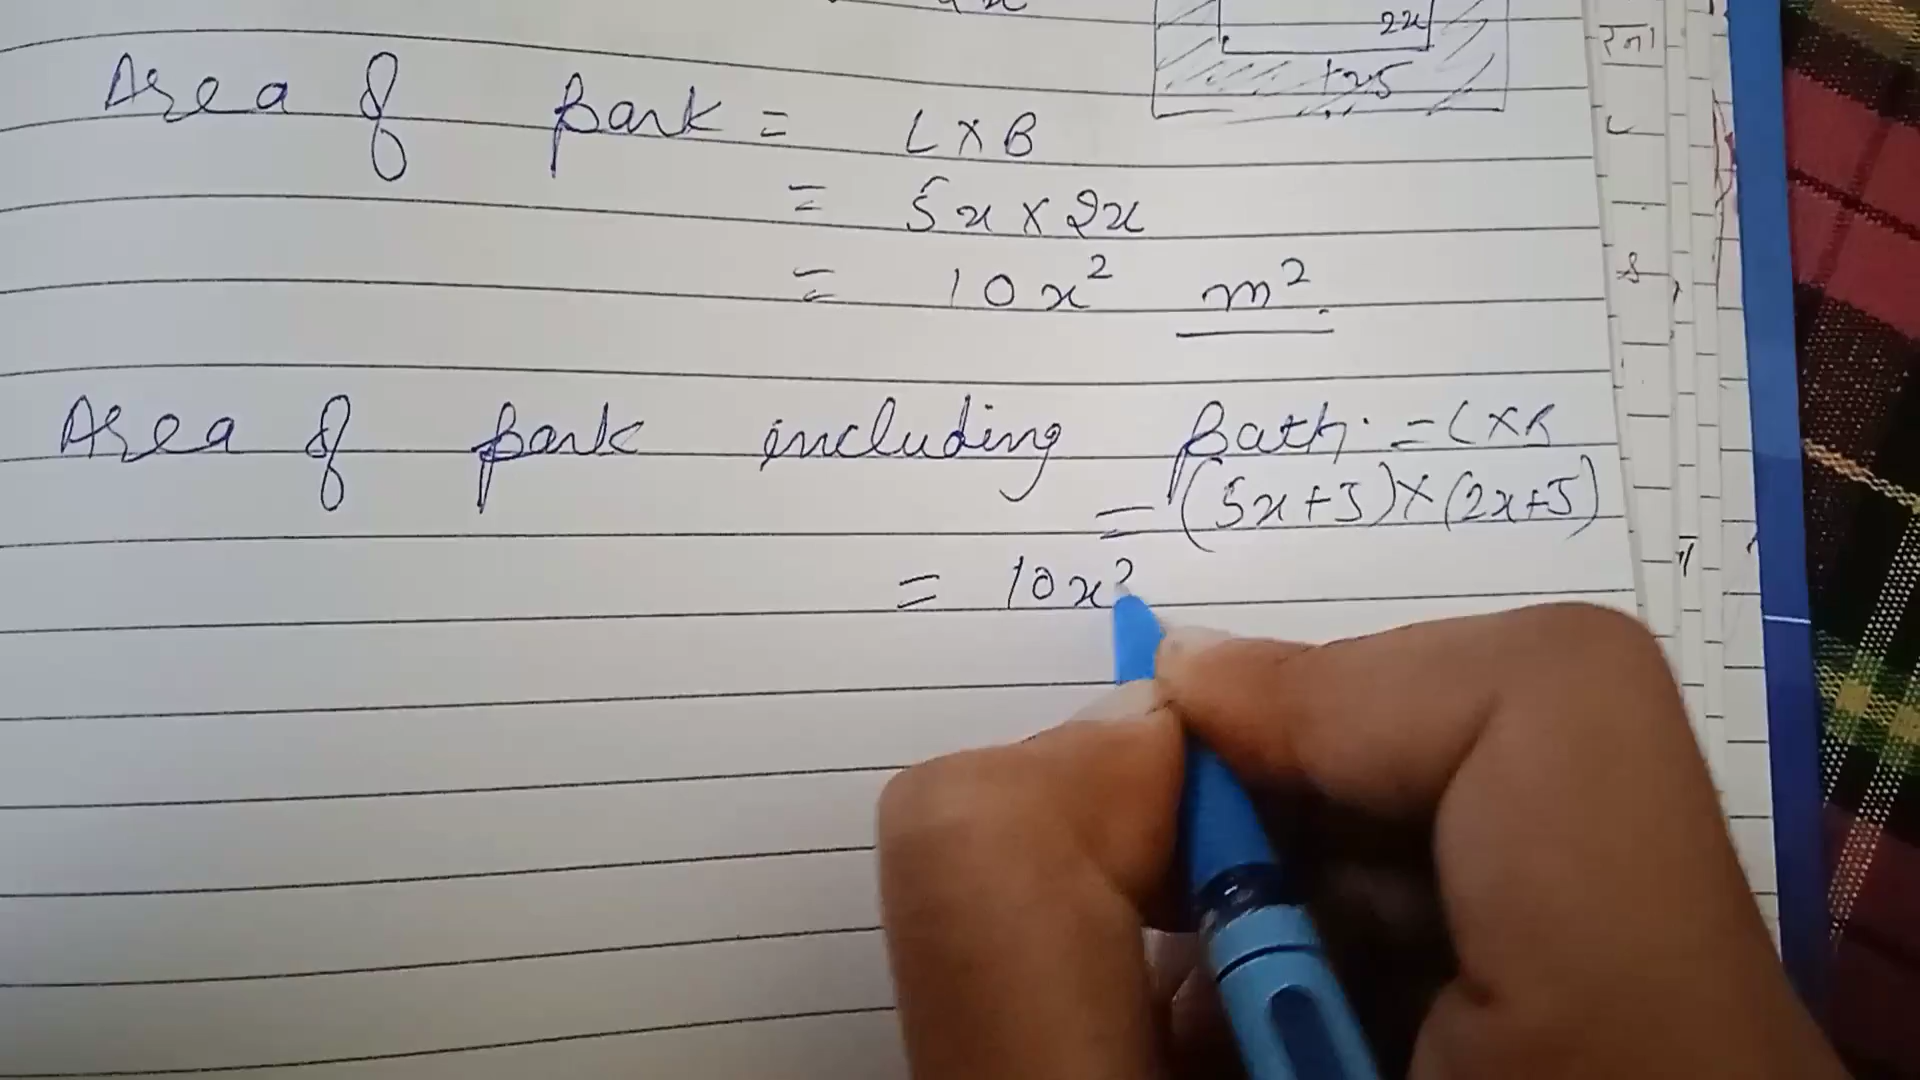 2x
+2.5
Area of park = L × B
= 5x × 2x
= 10x² m²
Area of park including path. = L × B
= (5x+5) × (2x+5)
= 10x²